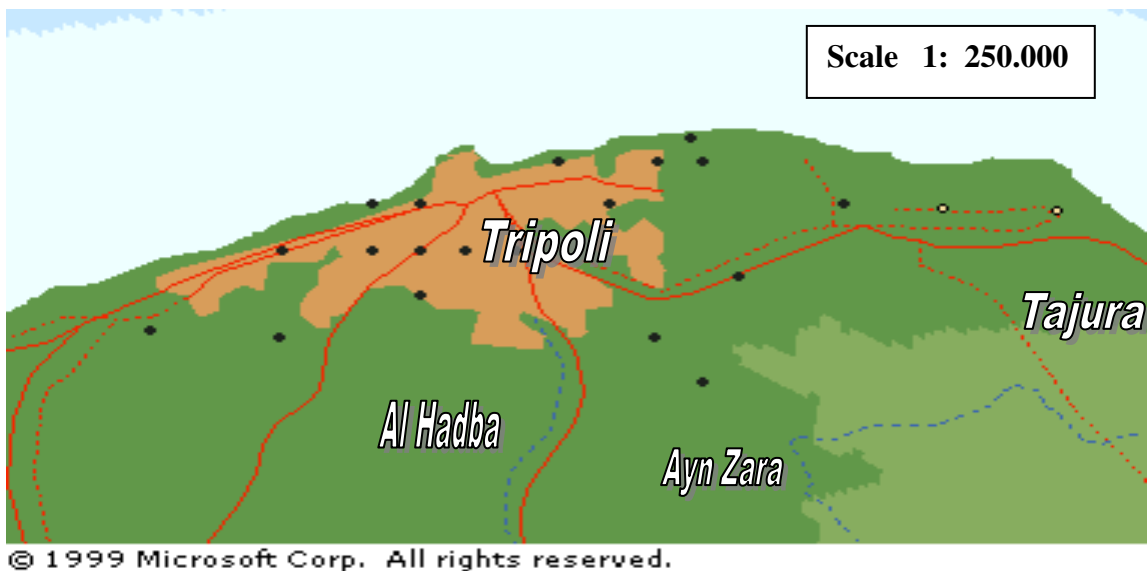 Scale 1: 250.000
Tripoli
Tajura
Al Hadba
Ayn Zara
© 1999 Microsoft Corp. All rights reserved.